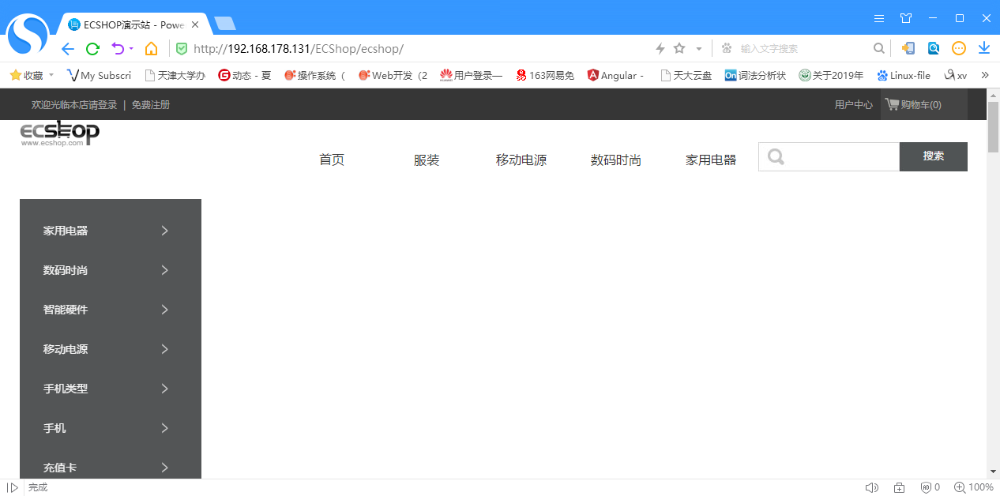 ECSHOP演示站 - Powe
http://192.168.178.131/ECShop/ecshop/
输入文字搜索
收藏 My Subscri 天津大学办 动态 - 夏 操作系统（ Web开发（2 用户登录— 163网易免 Angular - 天大云盘 词法分析状 关于2019年 Linux-file xv
欢迎光临本店请登录 | 免费注册 用户中心 购物车(0)
ECSHOP
www.ecshop.com
首页 服装 移动电源 数码时尚 家用电器 搜索
家用电器
数码时尚
智能硬件
移动电源
手机类型
手机
充值卡
完成 0 100%